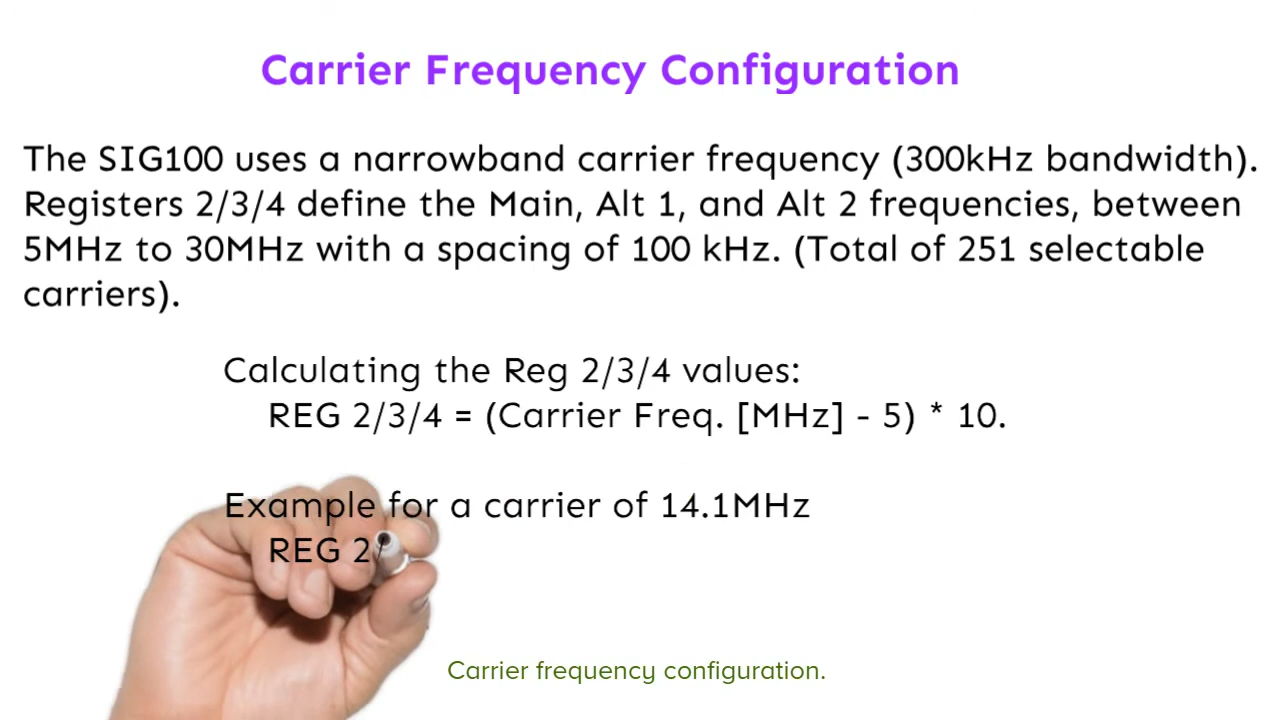 Carrier Frequency Configuration
The SIG100 uses a narrowband carrier frequency (300kHz bandwidth).
Registers 2/3/4 define the Main, Alt 1, and Alt 2 frequencies, between
5MHz to 30MHz with a spacing of 100 kHz. (Total of 251 selectable
carriers).
Calculating the Reg 2/3/4 values:
REG 2/3/4 = (Carrier Freq. [MHz] - 5) * 10.
Example for a carrier of 14.1MHz
REG 2/
Carrier frequency configuration.